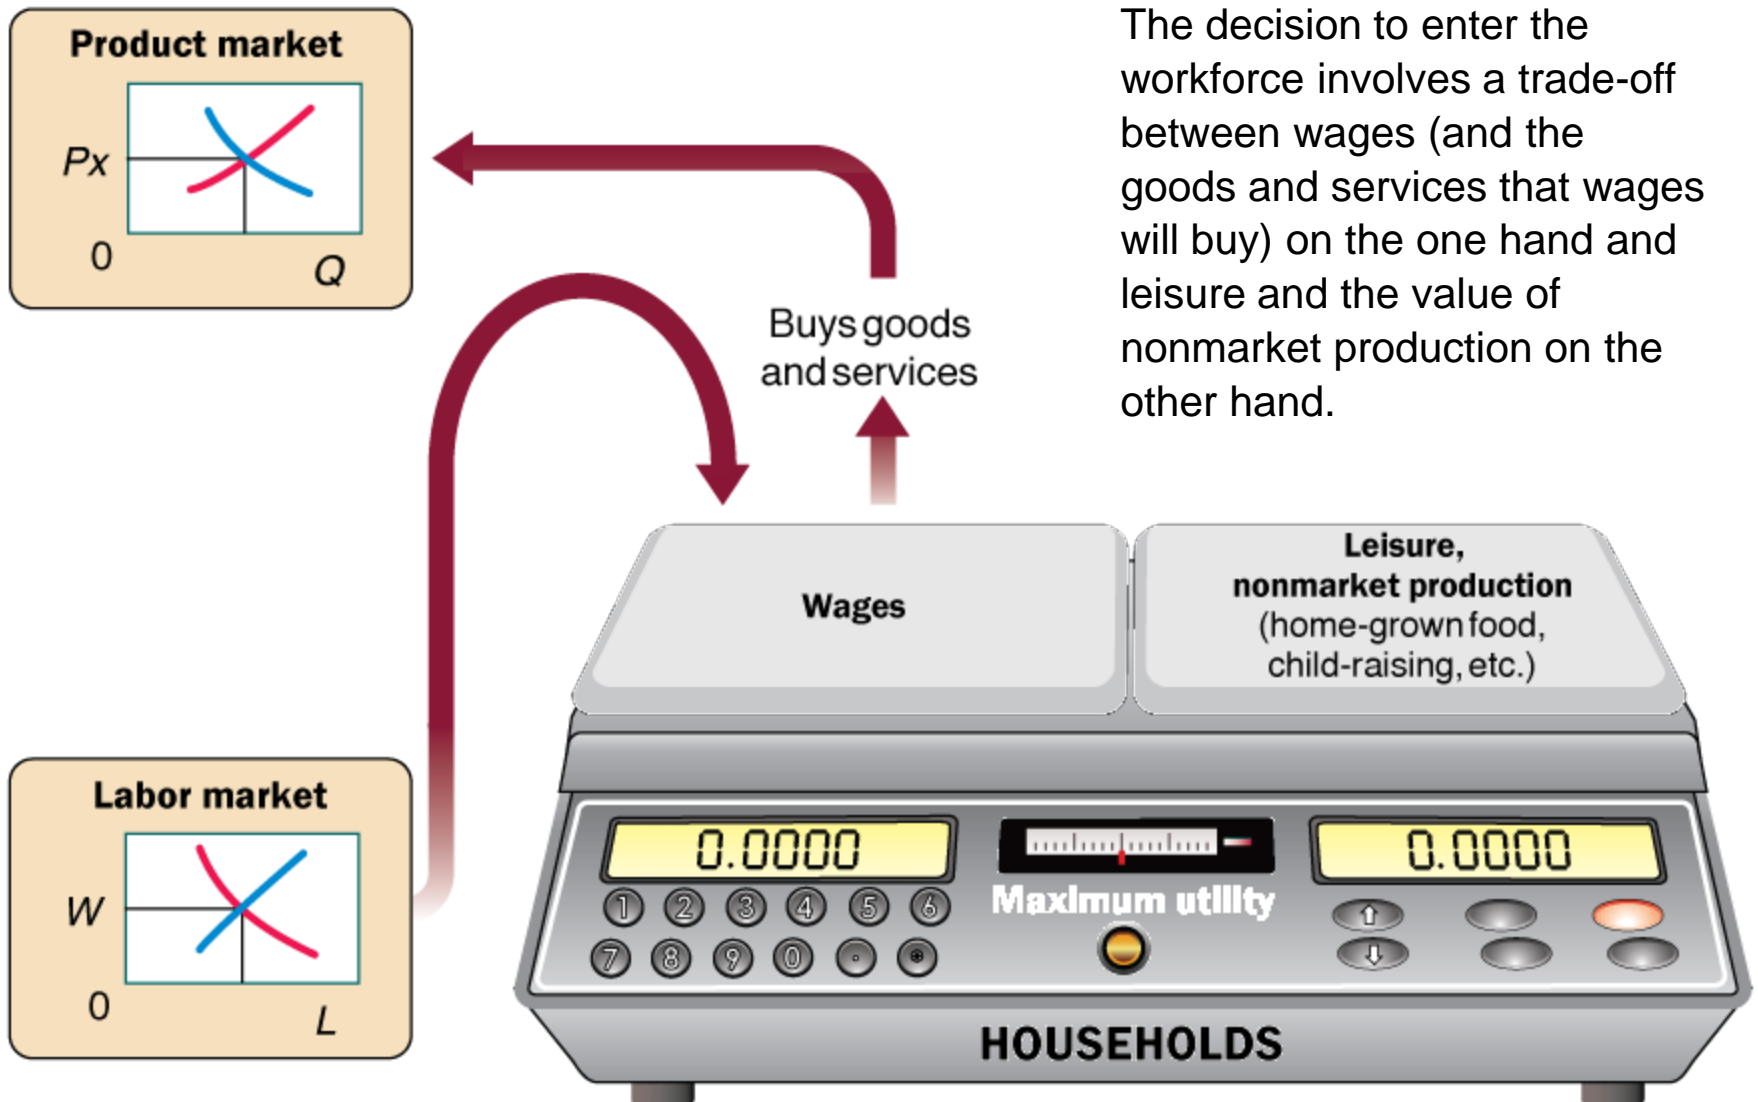 Product market
Px
0
Q
The decision to enter the
workforce involves a trade-off
between wages (and the
goods and services that wages
will buy) on the one hand and
leisure and the value of
nonmarket production on the
other hand.
Buys goods
and services
Wages
Leisure,
nonmarket production
(home-grown food,
child-raising, etc.)
Labor market
W
0
L
0.0000
0.0000
Maximum utility
1 2 3 4 5 6
7 8 9 0 . *
⇧
⇩
HOUSEHOLDS